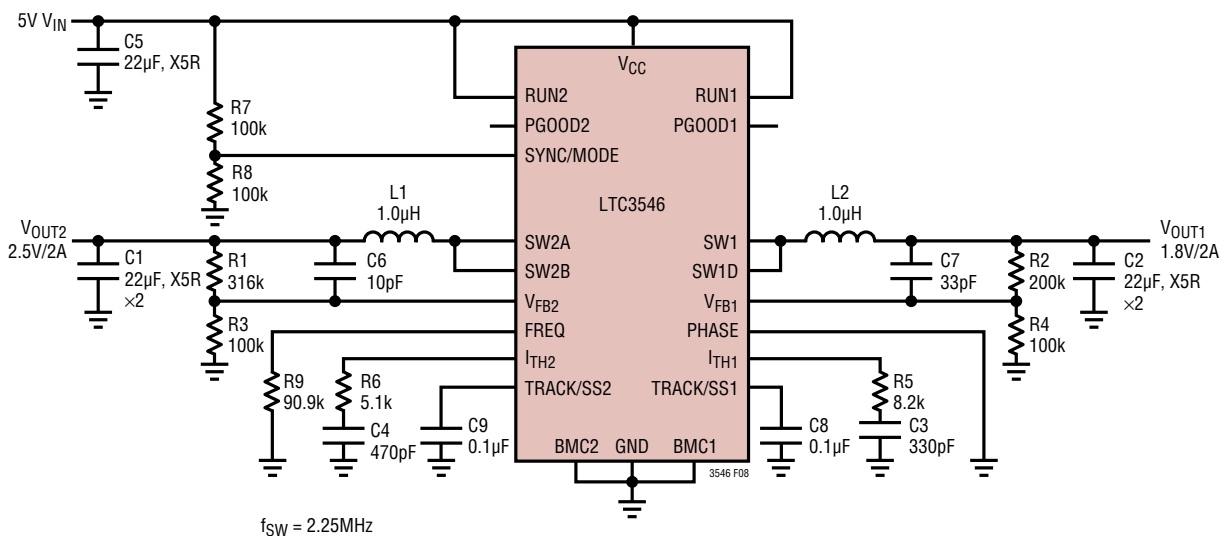 5V VIN
C5
22µF, X5R
R7
100k
R8
100k
VCC
RUN2
RUN1
PGOOD2
PGOOD1
SYNC/MODE
LTC3546
L1
1.0µH
L2
1.0µH
VOUT2
2.5V/2A
VOUT1
1.8V/2A
SW2A
SW1
SW2B
SW1D
C1
22µF, X5R
×2
R1
316k
C6
10pF
C7
33pF
R2
200k
C2
22µF, X5R
×2
VFB2
VFB1
R3
100k
R4
100k
FREQ
PHASE
ITH2
ITH1
TRACK/SS2
TRACK/SS1
R9
90.9k
R6
5.1k
C4
470pF
C9
0.1µF
C8
0.1µF
R5
8.2k
C3
330pF
BMC2
GND
BMC1
3546 F08
fSW = 2.25MHz